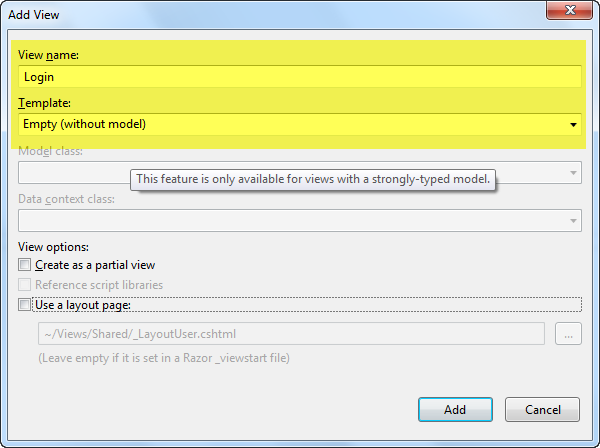 Add View
View name:
Login
Template:
Empty (without model)
Model class:
This feature is only available for views with a strongly-typed model.
Data context class:
View options:
Create as a partial view
Reference script libraries
Use a layout page:
~/Views/Shared/_LayoutUser.cshtml
...
(Leave empty if it is set in a Razor _viewstart file)
Add
Cancel